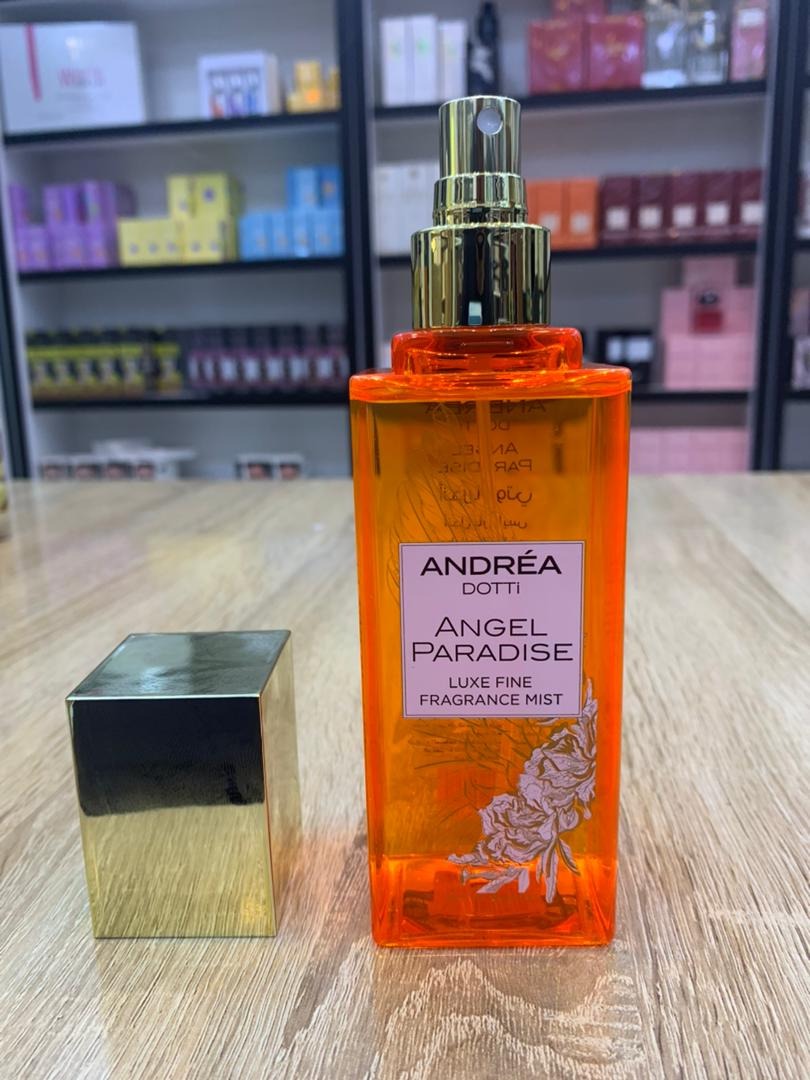 ANDRÉA
DOTTi
ANGEL
PARADISE
LUXE FINE
FRAGRANCE MIST